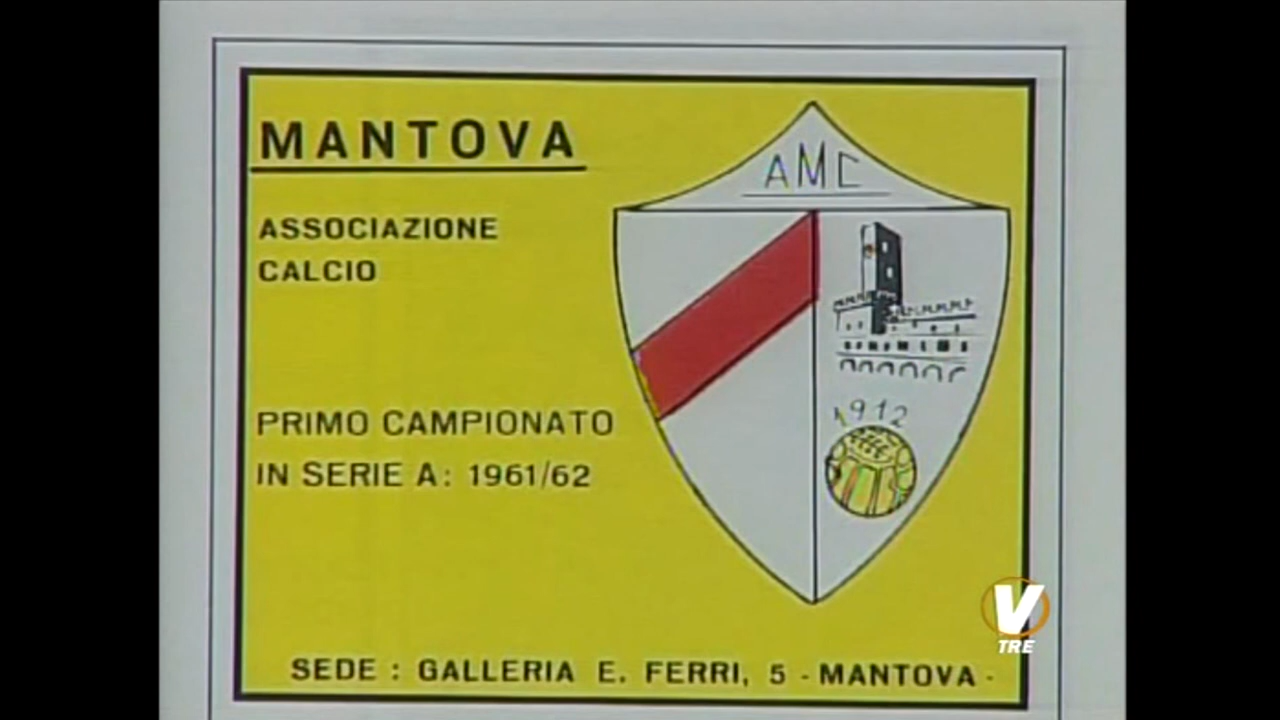 MANTOVA
ASSOCIAZIONE
CALCIO
PRIMO CAMPIONATO
IN SERIE A: 1961/62
AMC
1912
SEDE : GALLERIA E. FERRI, 5 - MANTOVA -
V
TRE